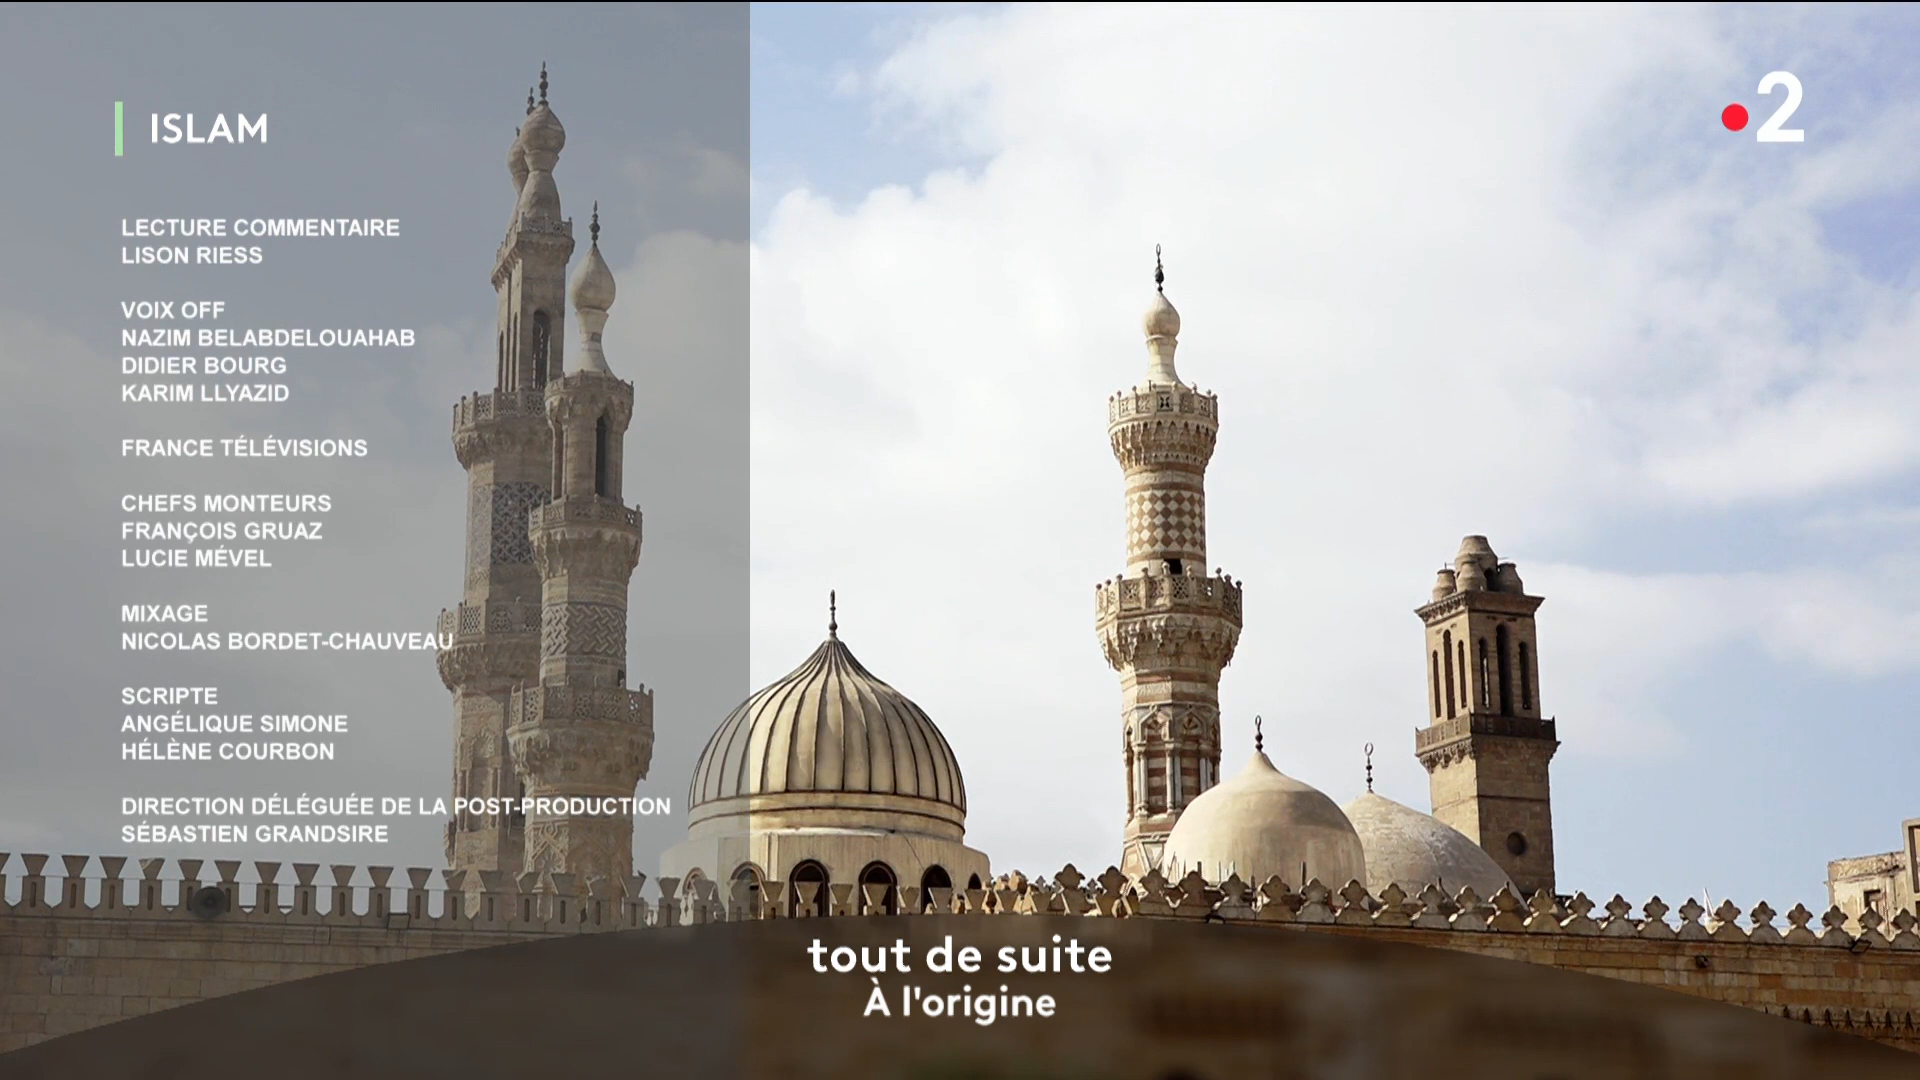 ISLAM
LECTURE COMMENTAIRE
LISON RIESS
VOIX OFF
NAZIM BELABDELOUAHAB
DIDIER BOURG
KARIM LLYAZID
FRANCE TÉLÉVISIONS
CHEFS MONTEURS
FRANÇOIS GRUAZ
LUCIE MÉVEL
MIXAGE
NICOLAS BORDET-CHAUVEAU
SCRIPTE
ANGÉLIQUE SIMONE
HÉLÈNE COURBON
DIRECTION DÉLÉGUÉE DE LA POST-PRODUCTION
SÉBASTIEN GRANDSIRE
2
tout de suite
À l'origine